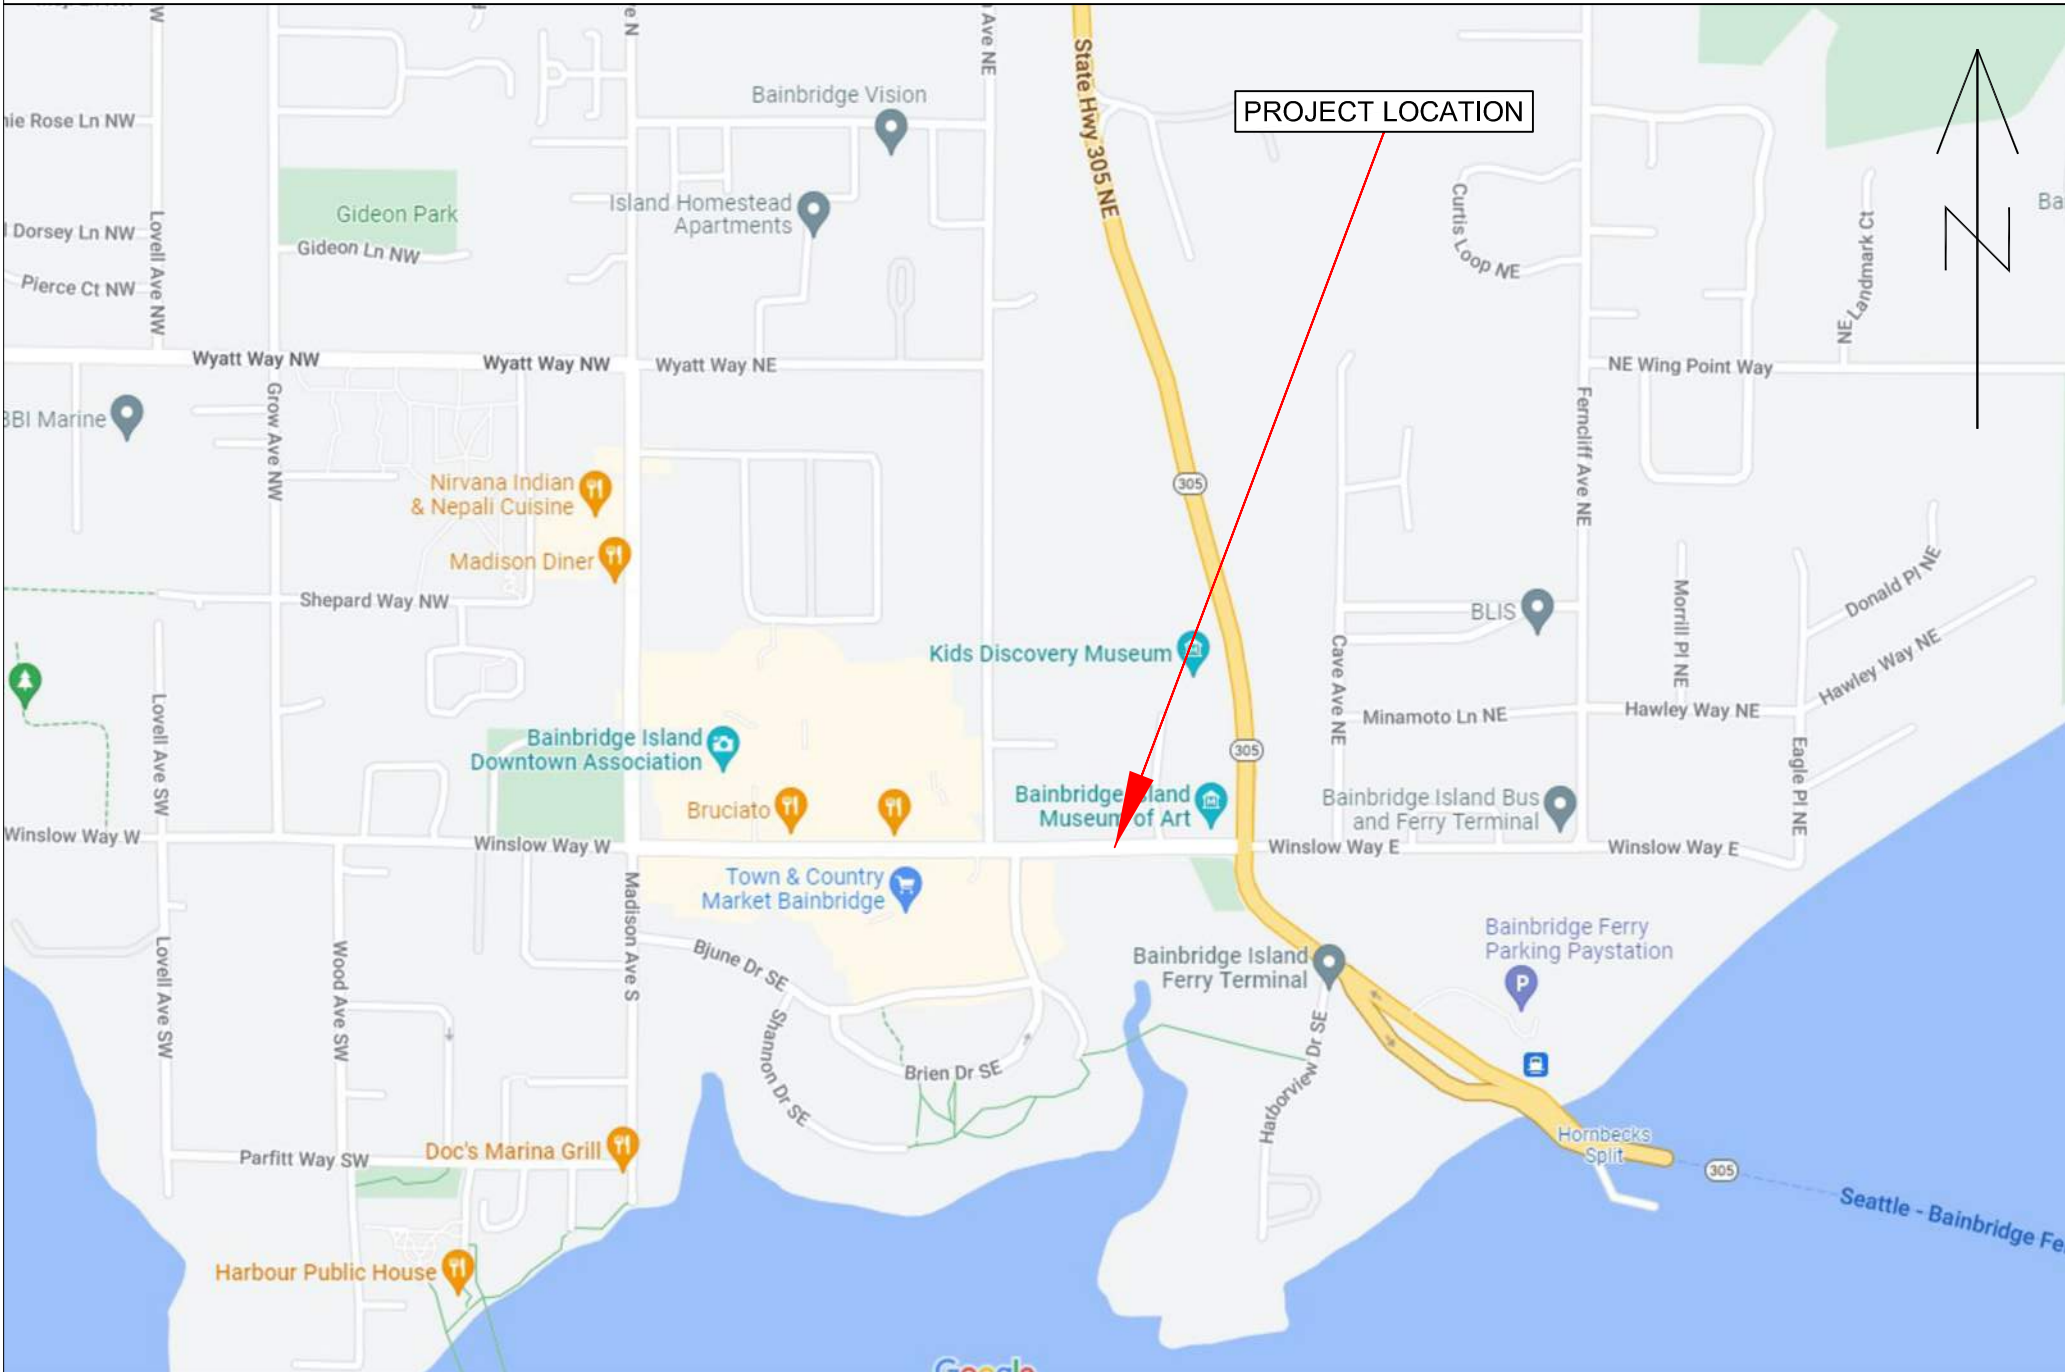 W
e N
Ave NE
State Hwy 305 NE
PROJECT LOCATION
Bainbridge Vision
nie Rose Ln NW
Gideon Park
Island Homestead
Apartments
Curtis Loop NE
Landmark Ct
NE
Ba
N
Dorsey Ln NW
Lovell Ave NW
Gideon Ln NW
Pierce Ct NW
Wyatt Way NW
Wyatt Way NW
Wyatt Way NE
NE Wing Point Way
BBI Marine
Grow Ave NW
Ferncliff Ave NE
Nirvana Indian
& Nepali Cuisine
305
Madison Diner
Shepard Way NW
BLIS
Morrill Pl NE
Donald Pl NE
Kids Discovery Museum
Cave Ave NE
Hawley Way NE
Lovell Ave SW
Minamoto Ln NE
Hawley Way NE
Bainbridge Island
Downtown Association
305
Eagle Pl NE
Bruciato
Bainbridge Island
Museum of Art
Bainbridge Island Bus
and Ferry Terminal
Winslow Way W
Winslow Way W
Winslow Way E
Winslow Way E
Town & Country
Market Bainbridge
Madison Ave S
Lovell Ave SW
Wood Ave SW
Bjune Dr SE
Bainbridge Island
Ferry Terminal
Bainbridge Ferry
Parking Paystation
P
Shannon Dr SE
Brien Dr SE
Harborview Dr SE
Parfitt Way SW
Doc's Marina Grill
Hornbecks
Split
305
Seattle - Bainbridge Fe
Harbour Public House
Google